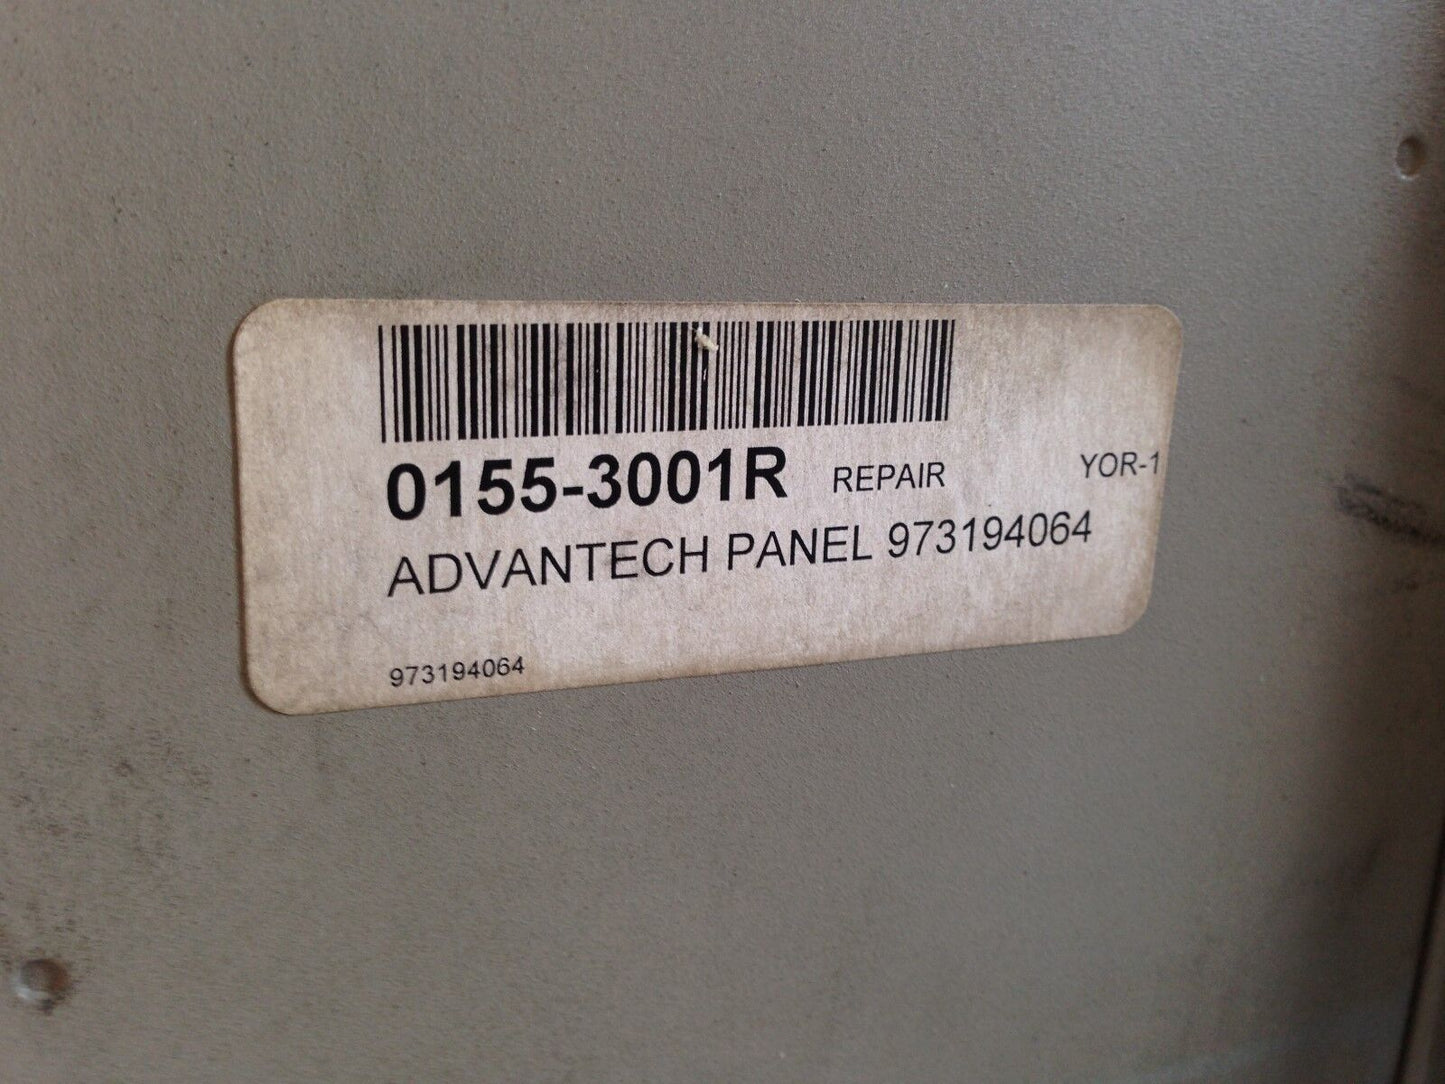 0155-3001R REPAIR YOR-1
ADVANTECH PANEL 973194064
973194064